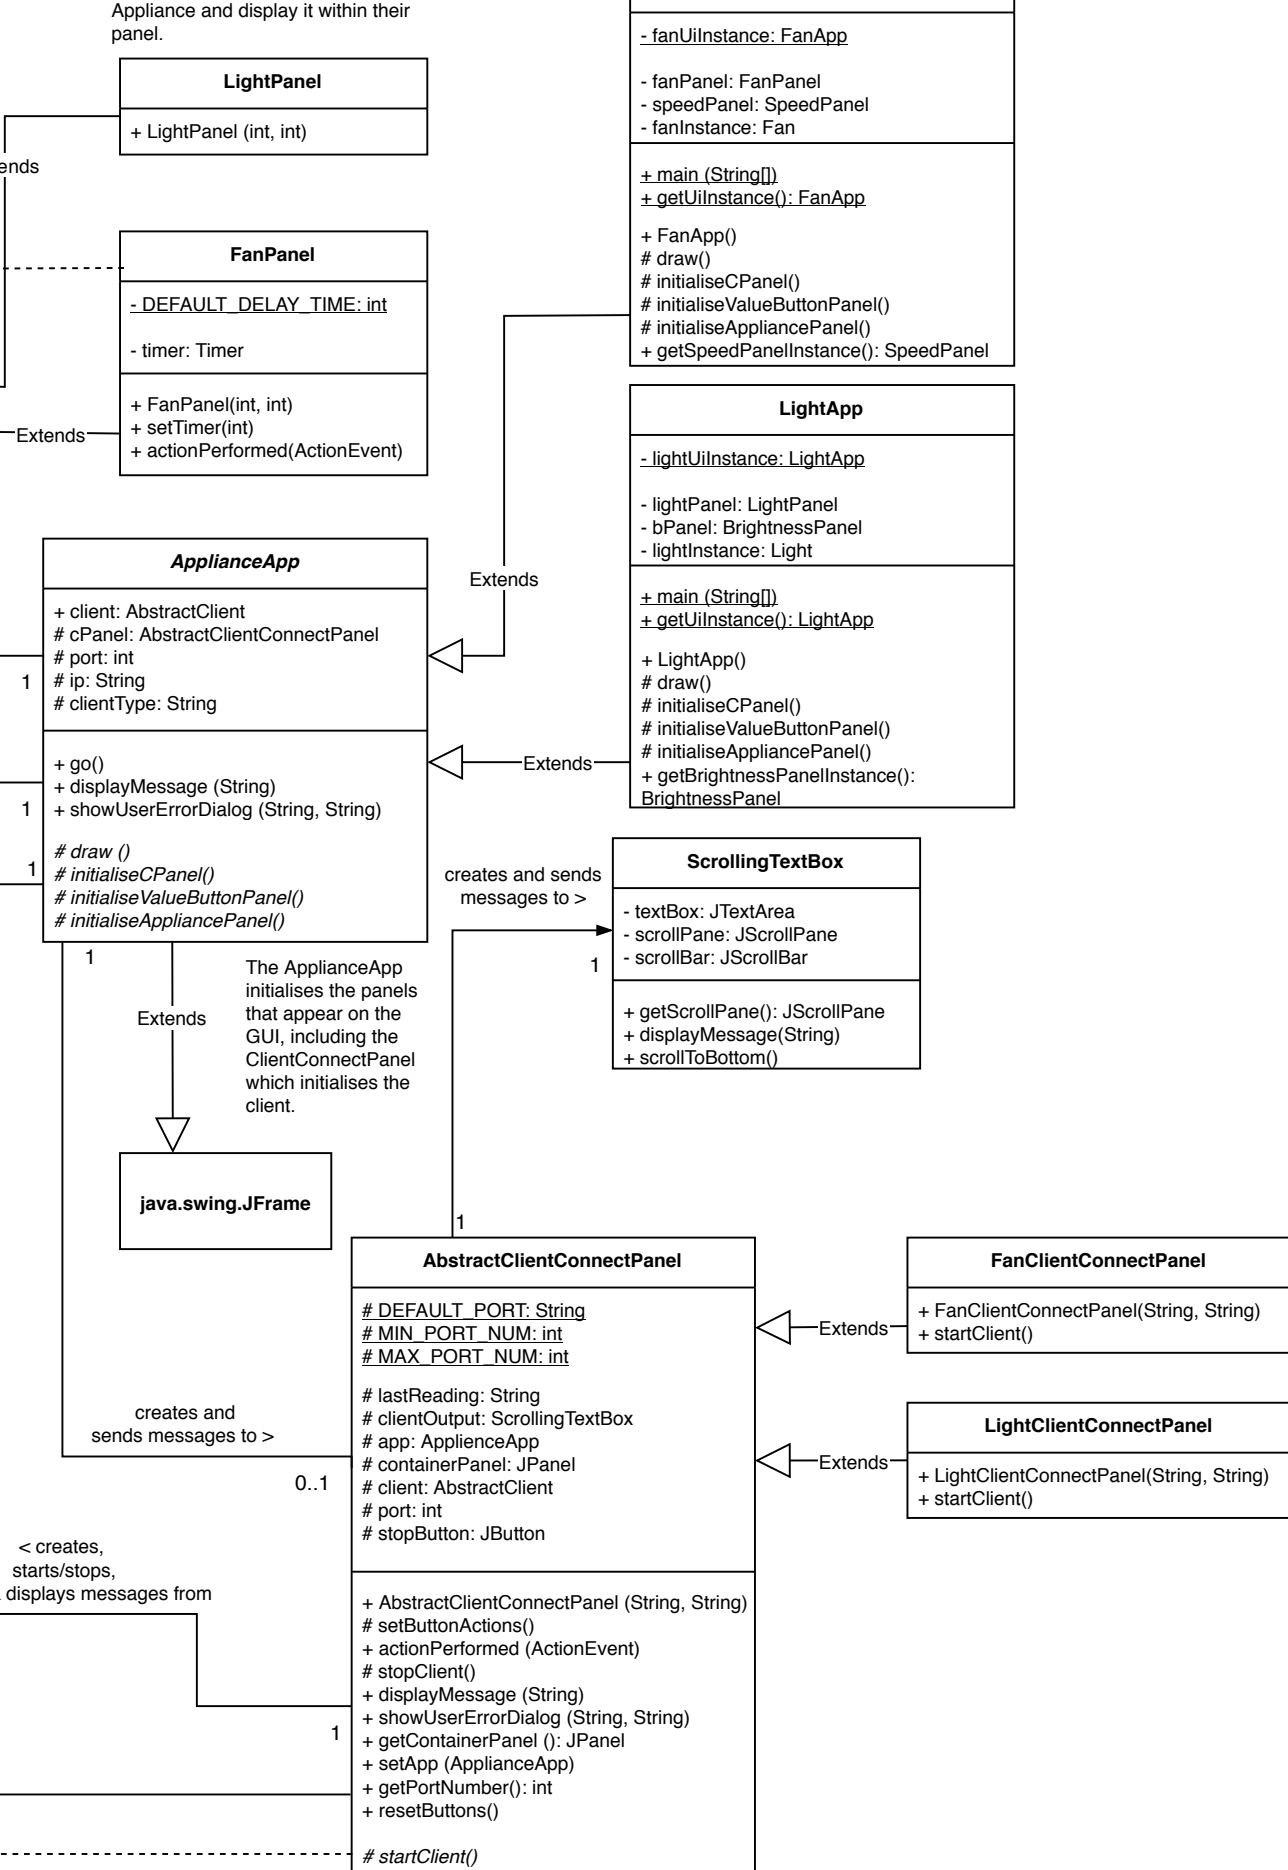 Appliance and display it within their
panel.
LightPanel
+ LightPanel (int, int)
ends
FanPanel
- DEFAULT_DELAY_TIME: int
- timer: Timer
+ FanPanel(int, int)
+ setTimer(int)
+ actionPerformed(ActionEvent)
Extends
- fanUiInstance: FanApp
- fanPanel: FanPanel
- speedPanel: SpeedPanel
- fanInstance: Fan
+ main (String[])
+ getUiInstance(): FanApp
+ FanApp()
# draw()
# initialiseCPanel()
# initialiseValueButtonPanel()
# initialiseAppliancePanel()
+ getSpeedPanelInstance(): SpeedPanel
LightApp
- lightUiInstance: LightApp
- lightPanel: LightPanel
- bPanel: BrightnessPanel
- lightInstance: Light
+ main (String[])
+ getUiInstance(): LightApp
+ LightApp()
# draw()
# initialiseCPanel()
# initialiseValueButtonPanel()
# initialiseAppliancePanel()
+ getBrightnessPanelInstance():
BrightnessPanel
Extends
Extends
ApplianceApp
+ client: AbstractClient
# cPanel: AbstractClientConnectPanel
# port: int
# ip: String
# clientType: String
+ go()
+ displayMessage (String)
+ showUserErrorDialog (String, String)
# draw ()
# initialiseCPanel()
# initialiseValueButtonPanel()
# initialiseAppliancePanel()
1
1
1
1
Extends
The ApplianceApp
initialises the panels
that appear on the
GUI, including the
ClientConnectPanel
which initialises the
client.
java.swing.JFrame
creates and sends
messages to >
1
ScrollingTextBox
- textBox: JTextArea
- scrollPane: JScrollPane
- scrollBar: JScrollBar
+ getScrollPane(): JScrollPane
+ displayMessage(String)
+ scrollToBottom()
1
AbstractClientConnectPanel
# DEFAULT_PORT: String
# MIN_PORT_NUM: int
# MAX_PORT_NUM: int
# lastReading: String
# clientOutput: ScrollingTextBox
# app: ApplienceApp
# containerPanel: JPanel
# client: AbstractClient
# port: int
# stopButton: JButton
+ AbstractClientConnectPanel (String, String)
# setButtonActions()
+ actionPerformed (ActionEvent)
# stopClient()
+ displayMessage (String)
+ showUserErrorDialog (String, String)
+ getContainerPanel (): JPanel
+ setApp (ApplianceApp)
+ getPortNumber(): int
+ resetButtons()
# startClient()
creates and
sends messages to >
0..1
< creates,
starts/stops,
displays messages from
1
Extends
FanClientConnectPanel
+ FanClientConnectPanel(String, String)
+ startClient()
Extends
LightClientConnectPanel
+ LightClientConnectPanel(String, String)
+ startClient()